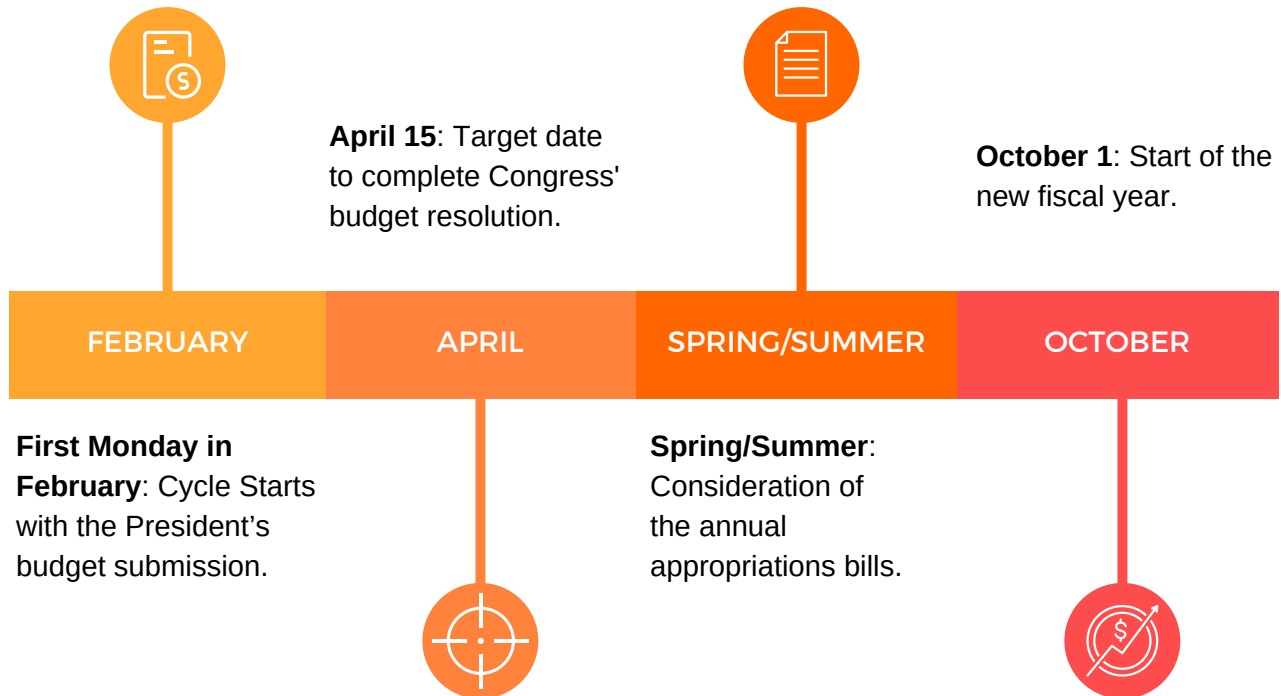 S
April 15: Target date
to complete Congress'
budget resolution.
October 1: Start of the
new fiscal year.
FEBRUARY
APRIL
SPRING/SUMMER
OCTOBER
First Monday in
February: Cycle Starts
with the President’s
budget submission.
Spring/Summer:
Consideration of
the annual
appropriations bills.
$